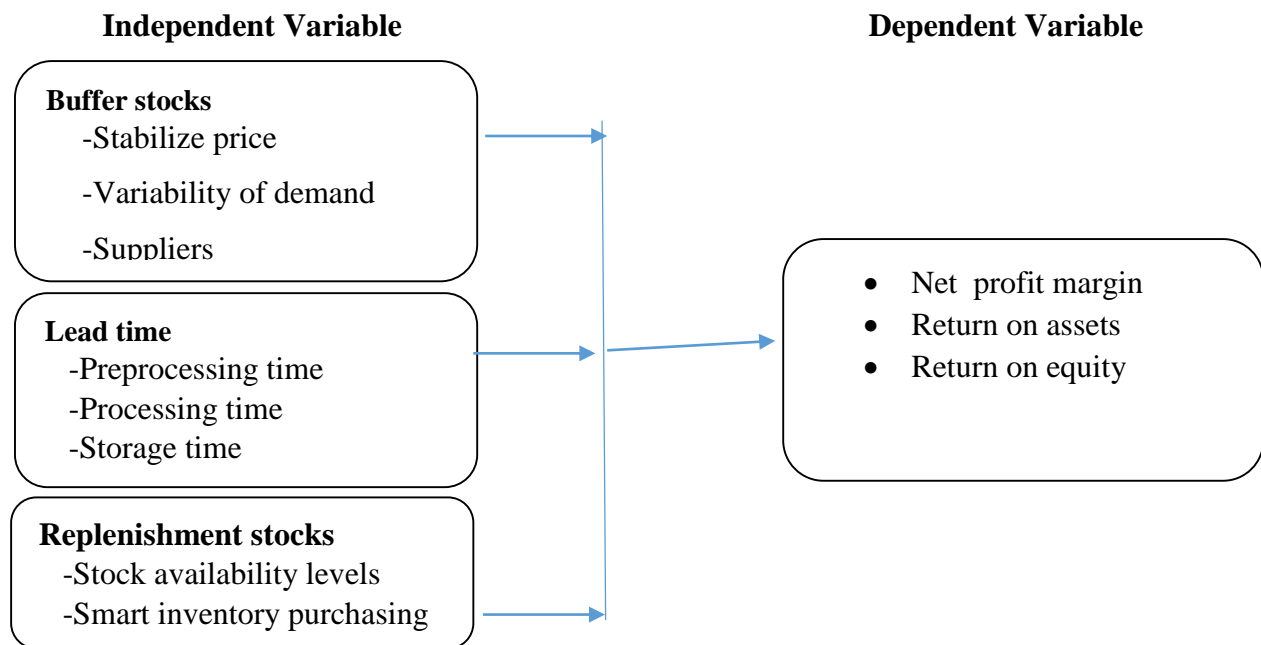 Independent Variable
Dependent Variable
Buffer stocks
-Stabilize price
-Variability of demand
-Suppliers
Lead time
-Preprocessing time
-Processing time
-Storage time
Replenishment stocks
-Stock availability levels
-Smart inventory purchasing
• Net profit margin
• Return on assets
• Return on equity